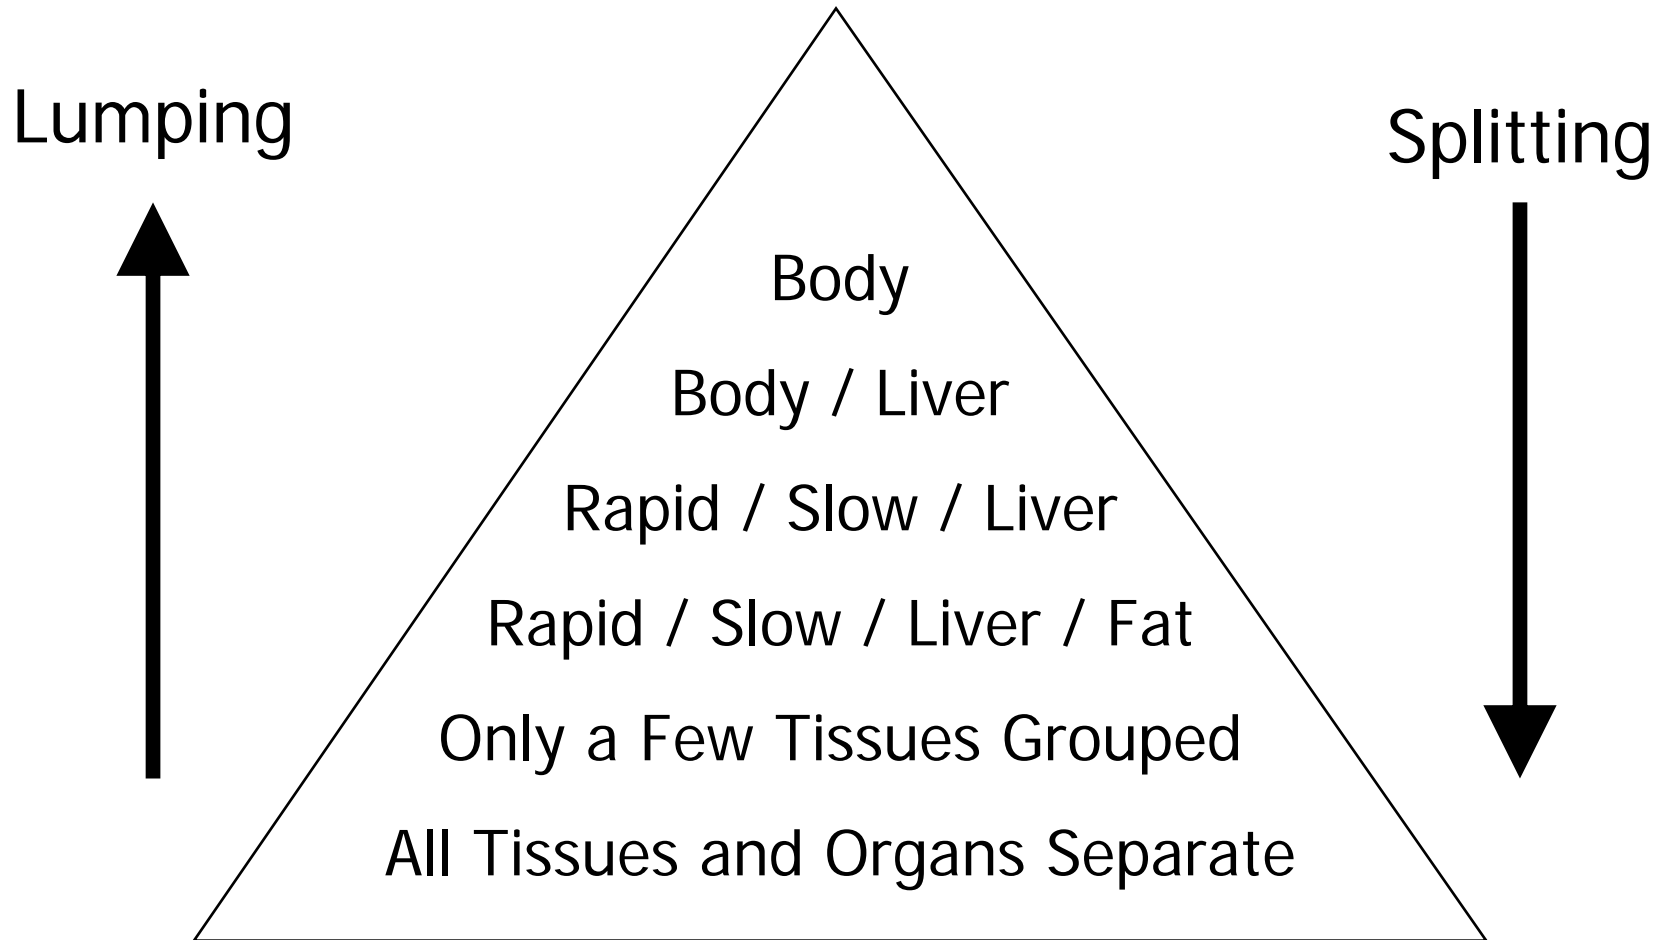 Lumping
Splitting
Body
Body / Liver
Rapid / Slow / Liver
Rapid / Slow / Liver / Fat
Only a Few Tissues Grouped
All Tissues and Organs Separate